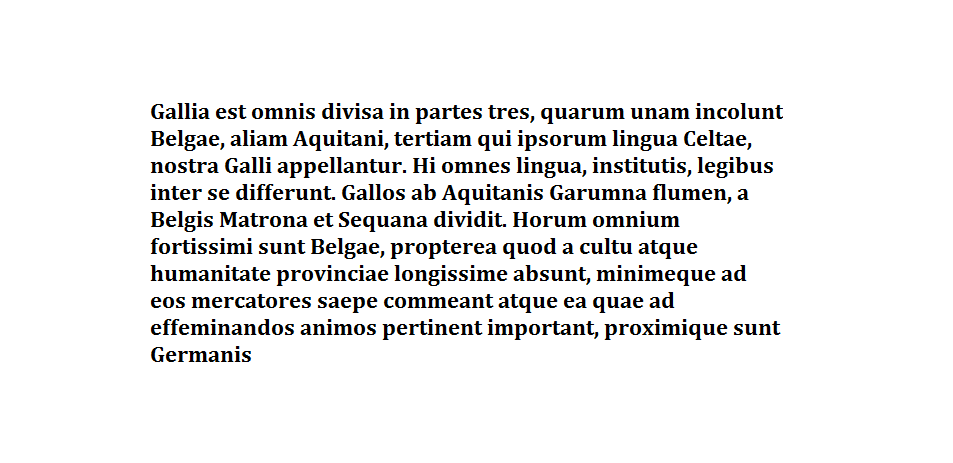 Gallia est omnis divisa in partes tres, quarum unam incolunt
Belgae, aliam Aquitani, tertiam qui ipsorum lingua Celtae,
nostra Galli appellantur. Hi omnes lingua, institutis, legibus
inter se differunt. Gallos ab Aquitanis Garumna flumen, a
Belgis Matrona et Sequana dividit. Horum omnium
fortissimi sunt Belgae, propterea quod a cultu atque
humanitate provinciae longissime absunt, minimeque ad
eos mercatores saepe commeant atque ea quae ad
effeminandos animos pertinent important, proximique sunt
Germanis